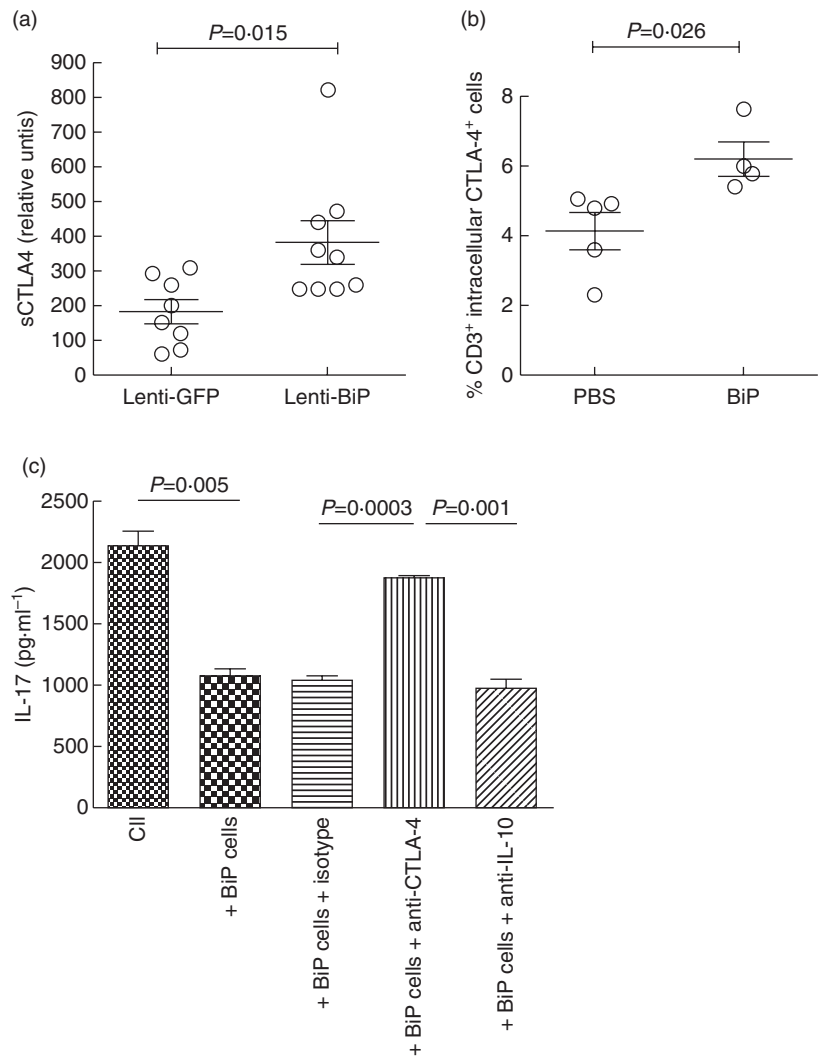 (a)
P=0·015
900
800
700
600
500
400
300
200
100
0
sCTLA4 (relative untis)
Lenti-GFP
Lenti-BiP
(b)
P=0·026
8
6
4
2
0
% CD3⁺ intracellular CTLA-4⁺ cells
PBS
BiP
(c)
P=0·005
P=0·0003
P=0·001
2500
2000
1500
1000
500
0
IL-17 (pg·ml⁻¹)
CII
+ BiP cells
+ BiP cells + isotype
+ BiP cells + anti-CTLA-4
+ BiP cells + anti-IL-10